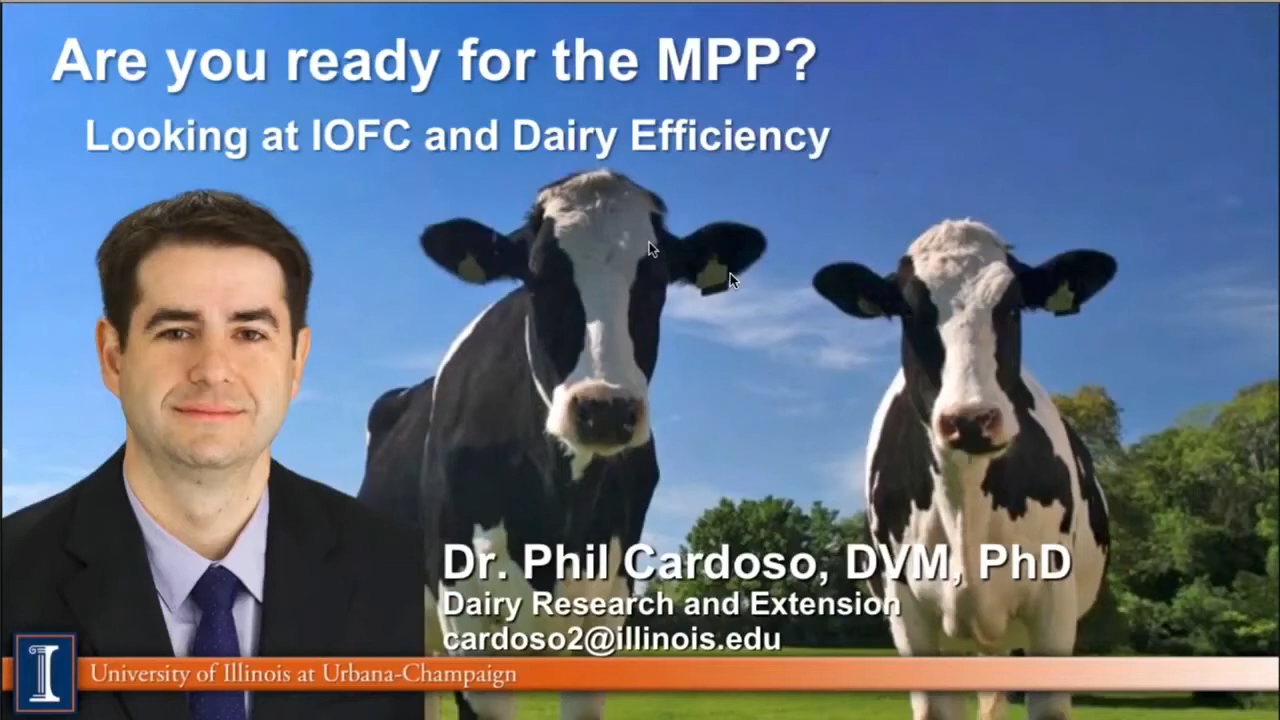 Are you ready for the MPP?
Looking at IOFC and Dairy Efficiency
Dr. Phil Cardoso, DVM, PhD
Dairy Research and Extension
cardoso2@illinois.edu
University of Illinois at Urbana-Champaign